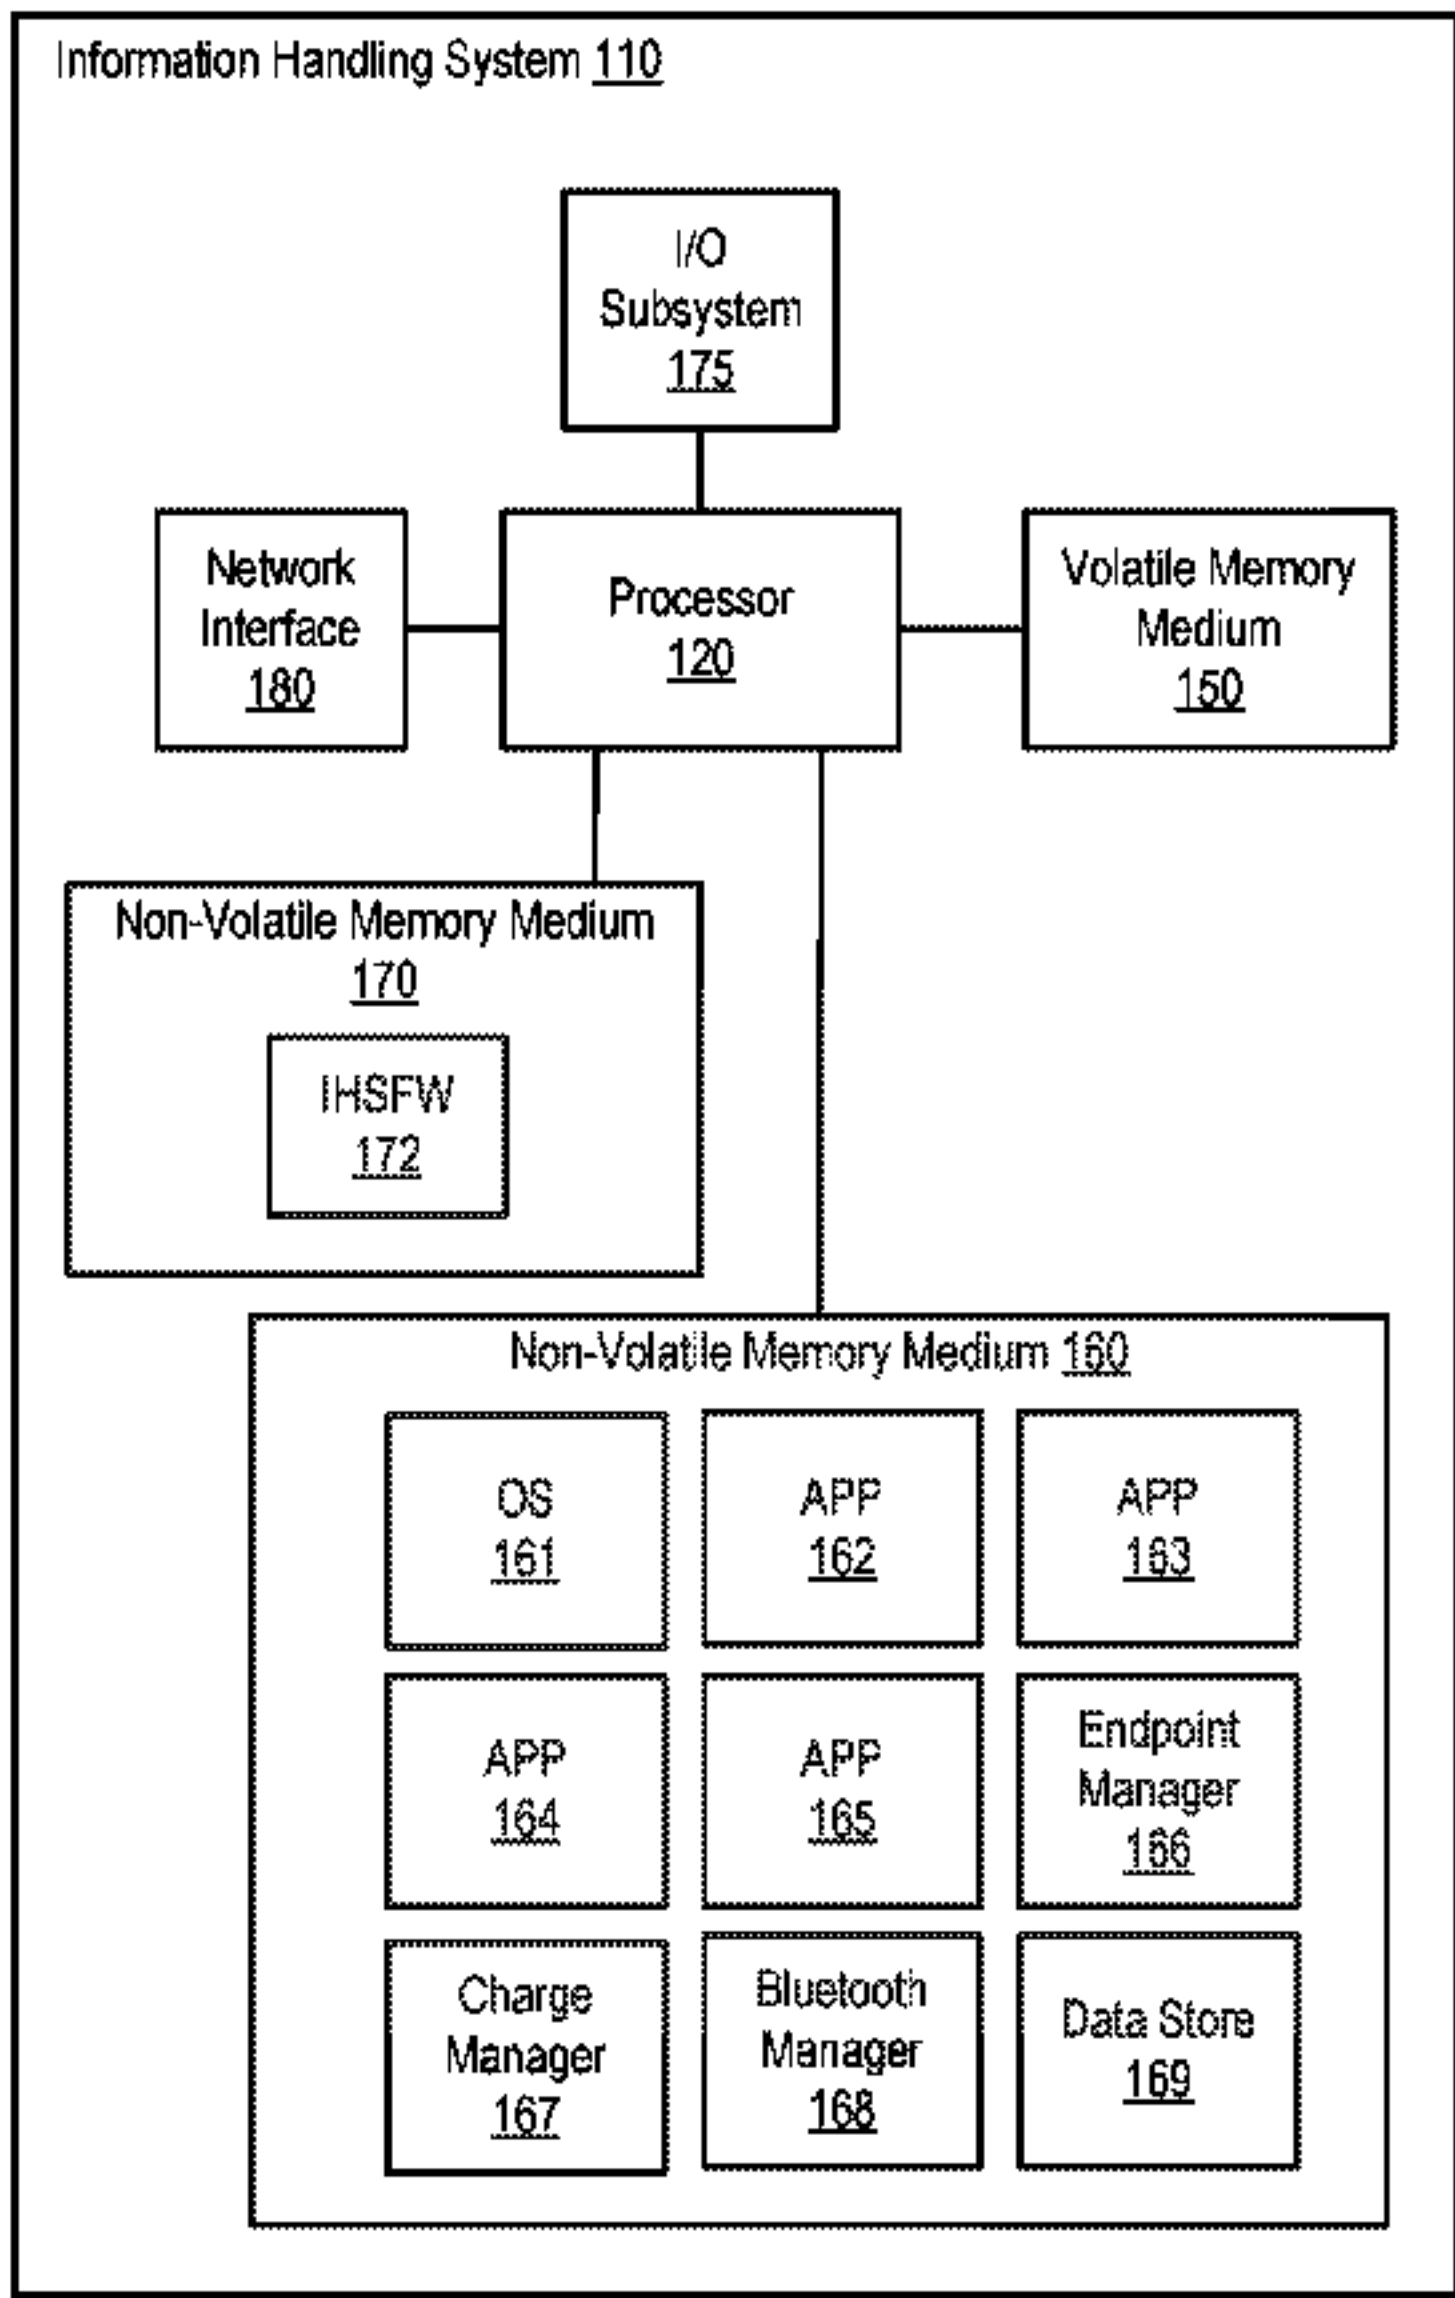 Information Handling System 110
I/O
Subsystem
175
Network
Interface
180
Processor
120
Volatile Memory
Medium
150
Non-Volatile Memory Medium
170
IHSFW
172
Non-Volatile Memory Medium 160
OS
161
APP
162
APP
163
APP
164
APP
165
Endpoint
Manager
166
Charge
Manager
167
Bluetooth
Manager
168
Data Store
169